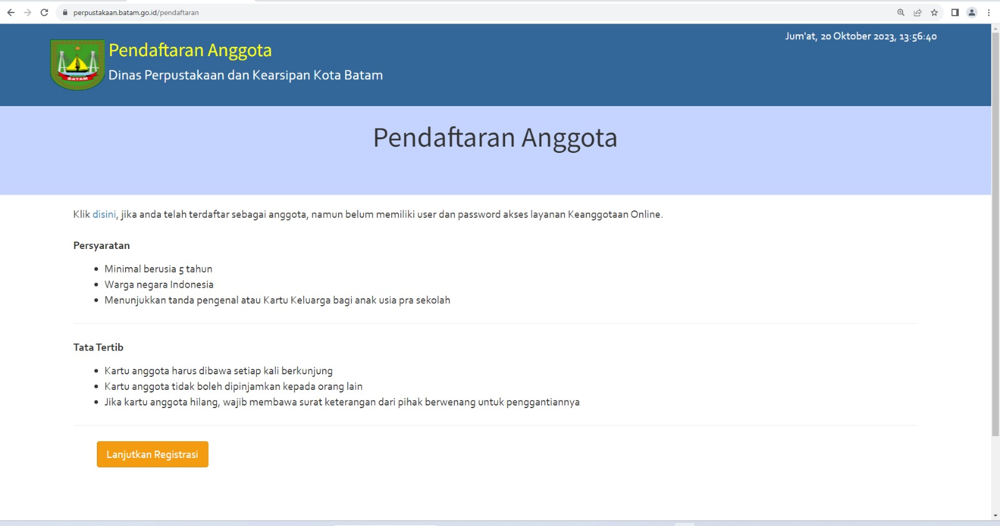 perpustakaan.batam.go.id/pendaftaran
Jum'at, 20 Oktober 2023, 13:56:40
Pendaftaran Anggota
Dinas Perpustakaan dan Kearsipan Kota Batam
BATAM
Pendaftaran Anggota
Klik disini, jika anda telah terdaftar sebagai anggota, namun belum memiliki user dan password akses layanan Keanggotaan Online.
Persyaratan
• Minimal berusia 5 tahun
• Warga negara Indonesia
• Menunjukkan tanda pengenal atau Kartu Keluarga bagi anak usia pra sekolah
Tata Tertib
• Kartu anggota harus dibawa setiap kali berkunjung
• Kartu anggota tidak boleh dipinjamkan kepada orang lain
• Jika kartu anggota hilang, wajib membawa surat keterangan dari pihak berwenang untuk penggantiannya
Lanjutkan Registrasi